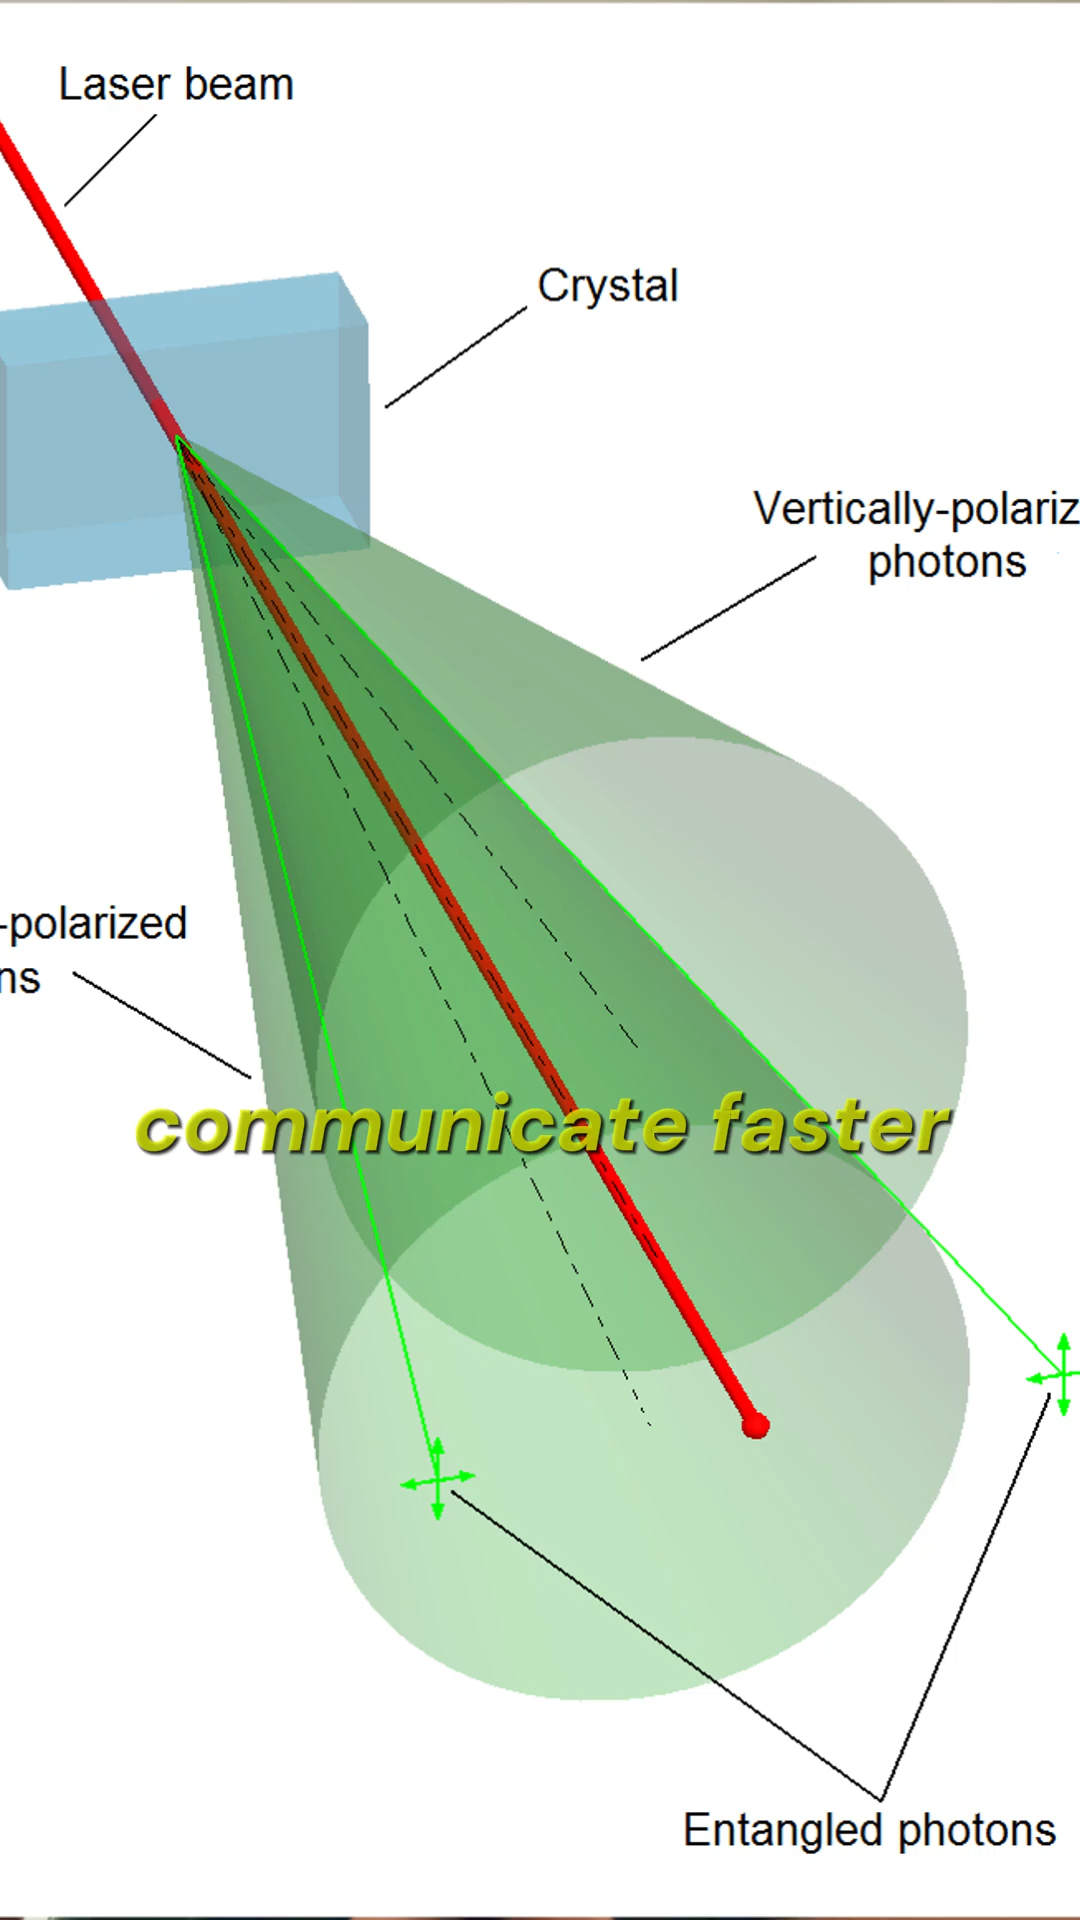 Laser beam
Crystal
Vertically-polariz
photons
-polarized
ns
communicate faster
Entangled photons